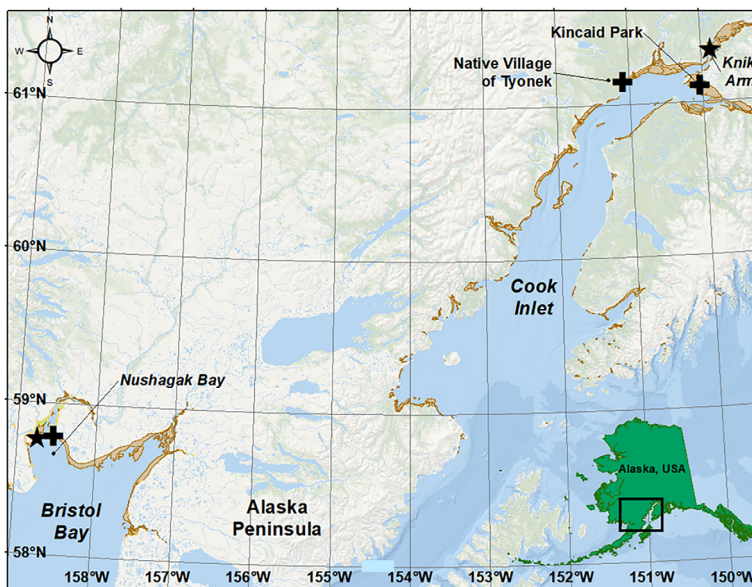 N
W
E
S
Kincaid Park
Native Village
of Tyonek
Knik
Arm
61°N
60°N
Cook
Inlet
59°N
Nushagak Bay
Alaska, USA
Bristol
Bay
Alaska
Peninsula
58°N
158°W
157°W
156°W
155°W
154°W
153°W
152°W
151°W
150°W